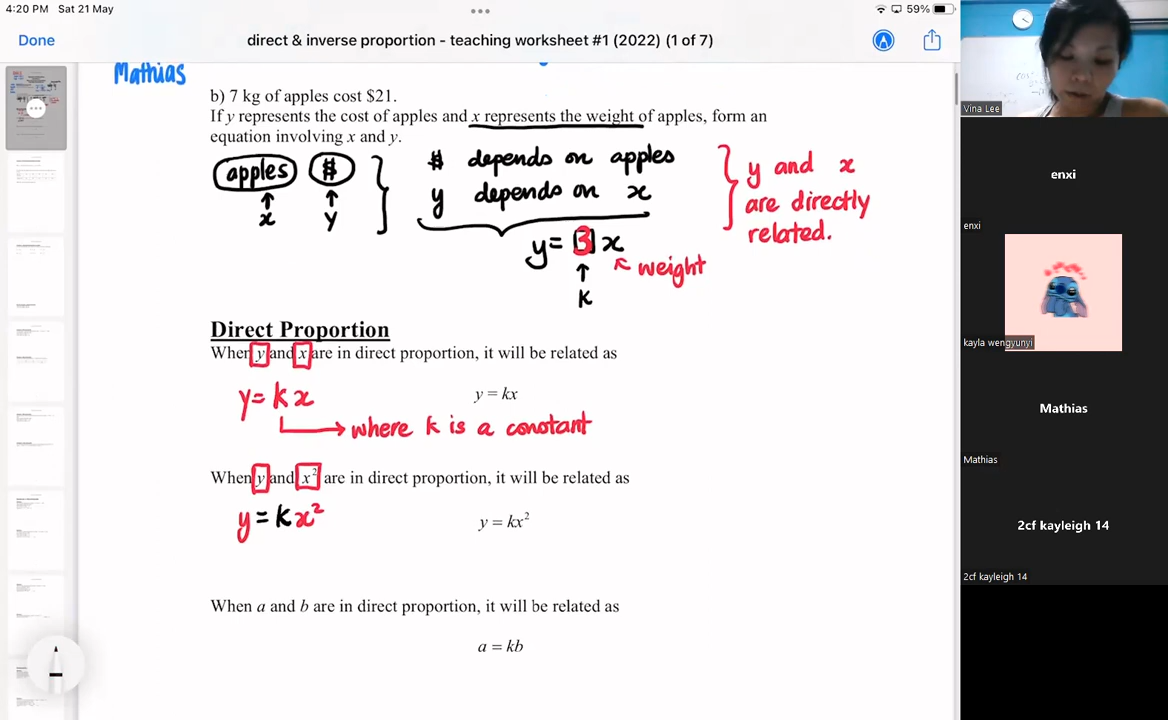 4:20 PM Sat 21 May
59%
Done
direct & inverse proportion - teaching worksheet #1 (2022) (1 of 7)
Mathias
b) 7 kg of apples cost $21.
If y represents the cost of apples and x represents the weight of apples, form an
equation involving x and y.
apples $
x y
$ depends on apples
y depends on x
y and x
are directly
related.
y = 3 x
weight
k
Direct Proportion
When y and x are in direct proportion, it will be related as
y = kx
y = kx
where k is a constant
When y and x² are in direct proportion, it will be related as
y = kx²
y = kx²
When a and b are in direct proportion, it will be related as
a = kb
Vina Lee
enxi
enxi
kayla wengyunyi
Mathias
Mathias
2cf kayleigh 14
2cf kayleigh 14